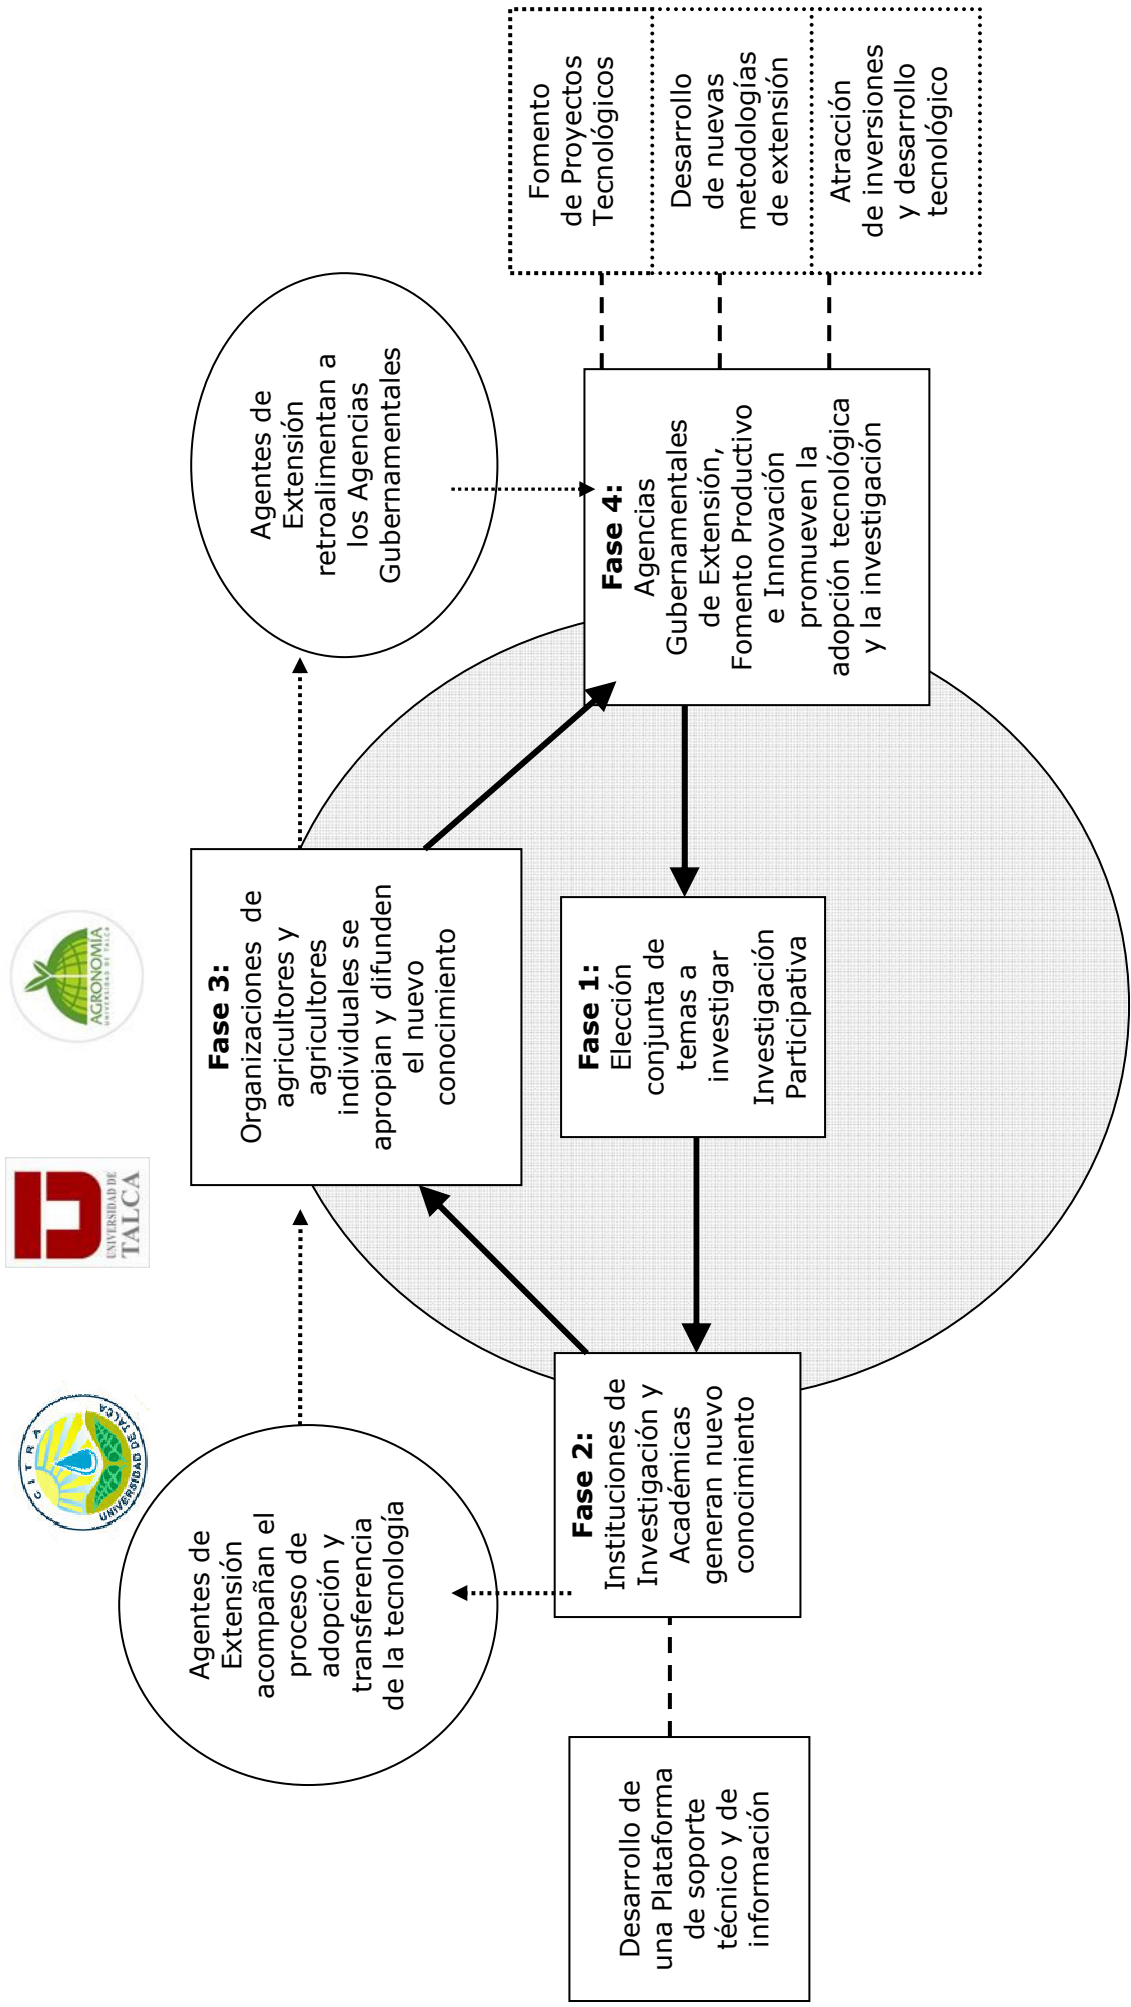 CITRA
UNIVERSIDAD DE TALCA
UNIVERSIDAD DE
TALCA
AGRONOMIA
UNIVERSIDAD DE TALCA
Agentes de
Extensión
acompañan el
proceso de
adopción y
transferencia
de la tecnología
Fase 3:
Organizaciones de
agricultores y
agricultores
individuales se
apropian y difunden
el nuevo
conocimiento
Agentes de
Extensión
retroalimentan a
los Agencias
Gubernamentales
Desarrollo de
una Plataforma
de soporte
técnico y de
información
Fase 2:
Instituciones de
Investigación y
Académicas
generan nuevo
conocimiento
Fase 1:
Elección
conjunta de
temas a
investigar
Investigación
Participativa
Fase 4:
Agencias
Gubernamentales
de Extensión,
Fomento Productivo
e Innovación
promueven la
adopción tecnológica
y la investigación
Fomento
de Proyectos
Tecnológicos
Desarrollo
de nuevas
metodologías
de extensión
Atracción
de inversiones
y desarrollo
tecnológico